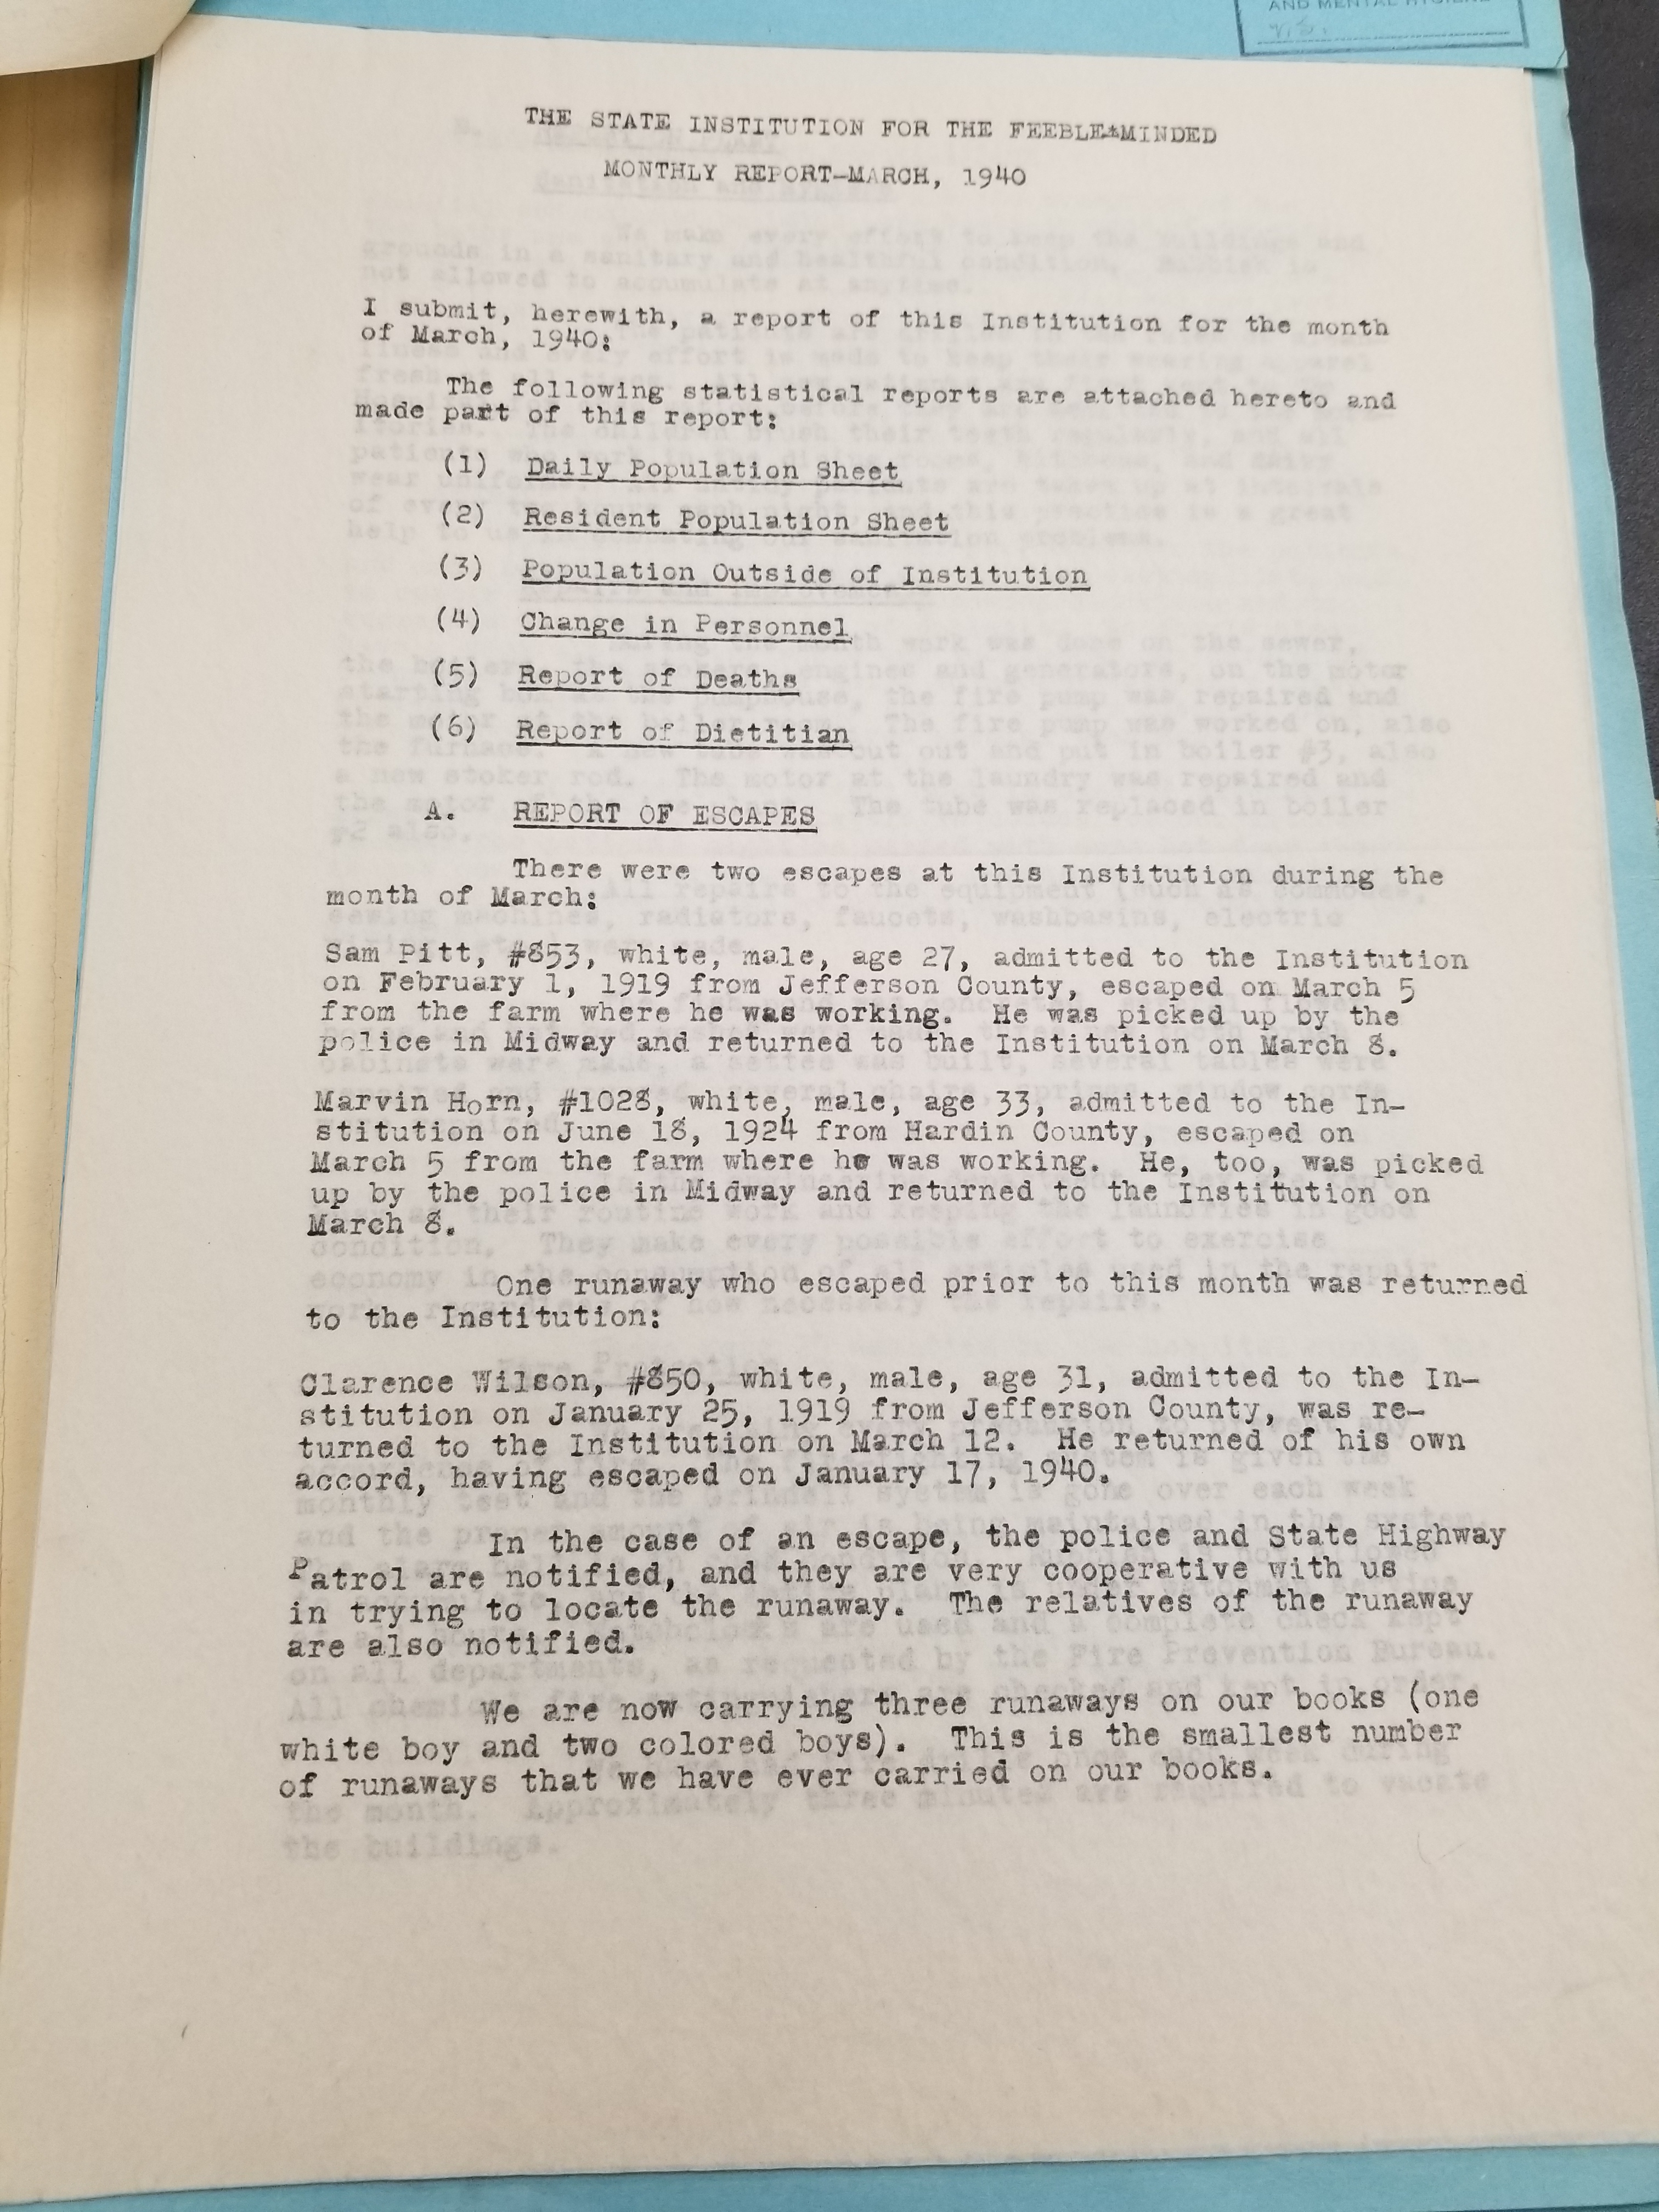 AND MENTAL HYGIENE
THE STATE INSTITUTION FOR THE FEEBLE-MINDED
MONTHLY REPORT-MARCH, 1940
I submit, herewith, a report of this Institution for the month
of March, 1940:
The following statistical reports are attached hereto and
made part of this report:
(1) Daily Population Sheet
(2) Resident Population Sheet
(3) Population Outside of Institution
(4) Change in Personnel
(5) Report of Deaths
(6) Report of Dietitian
A. REPORT OF ESCAPES
There were two escapes at this Institution during the
month of March:
Sam Pitt, #853, white, male, age 27, admitted to the Institution
on February 1, 1919 from Jefferson County, escaped on March 5
from the farm where he was working. He was picked up by the
police in Midway and returned to the Institution on March 8.
Marvin Horn, #1028, white, male, age 33, admitted to the In-
stitution on June 18, 1924 from Hardin County, escaped on
March 5 from the farm where he was working. He, too, was picked
up by the police in Midway and returned to the Institution on
March 8.
One runaway who escaped prior to this month was returned
to the Institution:
Clarence Wilson, #850, white, male, age 31, admitted to the In-
stitution on January 25, 1919 from Jefferson County, was re-
turned to the Institution on March 12. He returned of his own
accord, having escaped on January 17, 1940.
In the case of an escape, the police and State Highway
Patrol are notified, and they are very cooperative with us
in trying to locate the runaway. The relatives of the runaway
are also notified.
We are now carrying three runaways on our books (one
white boy and two colored boys). This is the smallest number
of runaways that we have ever carried on our books.